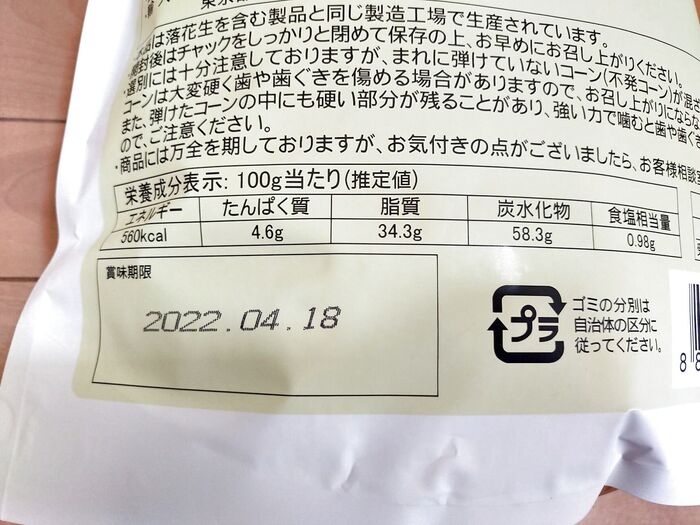 東京都
品は落花生を含む製品と同じ製造工場で生産されています。
・開封後はチャックをしっかりと閉めて保存の上、お早めにお召し上がりください。
・選別には十分注意しておりますが、まれに弾けていないコーン(不発コーン)が混ざ
コーンは大変硬く歯や歯ぐきを傷める場合がありますので、お召し上がりにならな
また、弾けたコーンの中にも硬い部分が残ることがあり、強い力で噛むと歯や歯ぐき
ので、ご注意ください。
・商品には万全を期しておりますが、お気付きの点がございましたら、お客様相談室
栄養成分表示: 100g当たり(推定値)
エネルギー たんぱく質 脂質 炭水化物 食塩相当量
560kcal 4.6g 34.3g 58.3g 0.98g
賞味期限
2022.04.18
プラ
ゴミの分別は
自治体の区分に
従ってください。
8 8